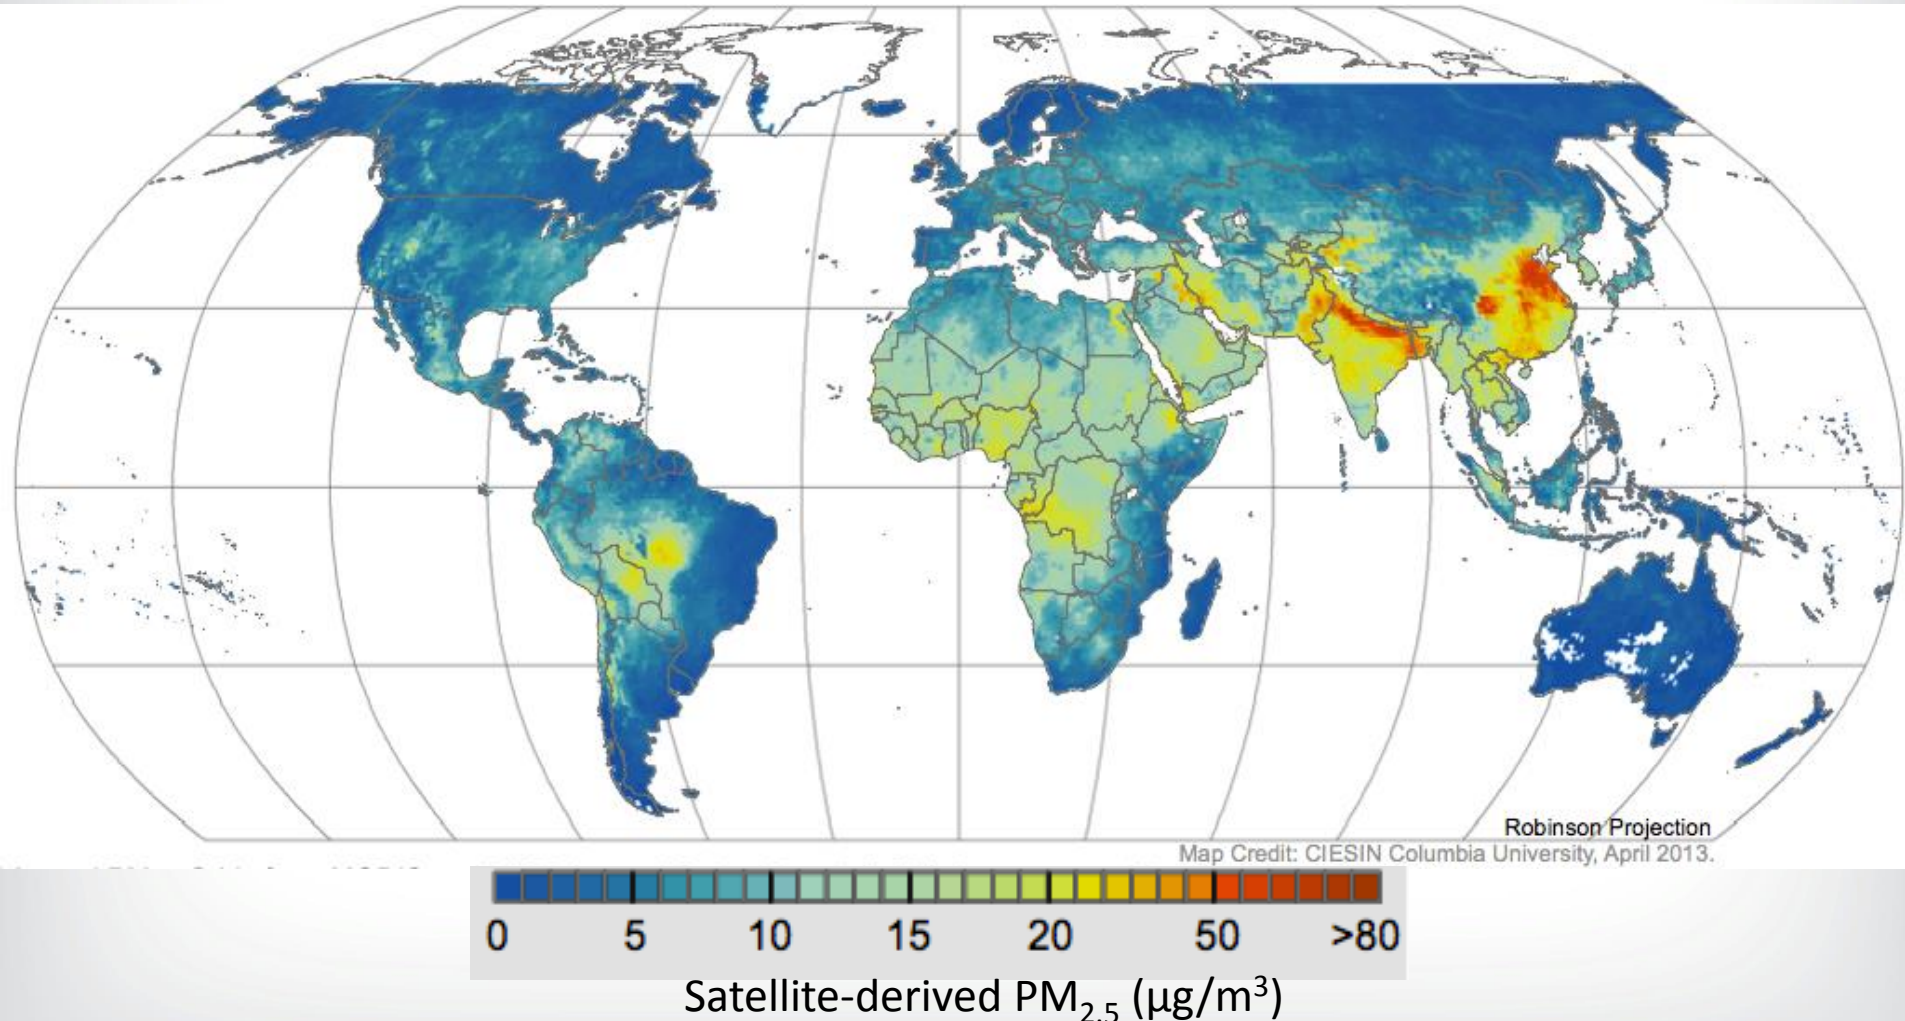 Robinson Projection
Map Credit: CIESIN Columbia University, April 2013.
0 5 10 15 20 50 >80
Satellite-derived PM2.5 (µg/m3)